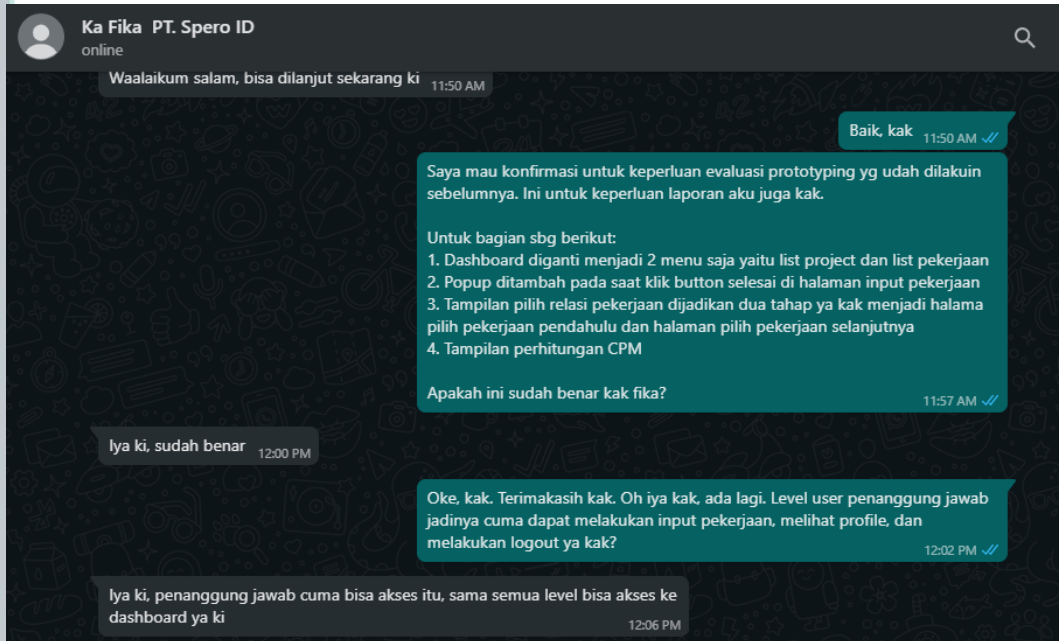 Ka Fika PT. Spero ID
online
Waalaikum salam, bisa dilanjut sekarang ki 11:50 AM
Baik, kak 11:50 AM
Saya mau konfirmasi untuk keperluan evaluasi prototyping yg udah dilakuin
sebelumnya. Ini untuk keperluan laporan aku juga kak.
Untuk bagian sbg berikut:
1. Dashboard diganti menjadi 2 menu saja yaitu list project dan list pekerjaan
2. Popup ditambah pada saat klik button selesai di halaman input pekerjaan
3. Tampilan pilih relasi pekerjaan dijadikan dua tahap ya kak menjadi halama
pilih pekerjaan pendahulu dan halaman pilih pekerjaan selanjutnya
4. Tampilan perhitungan CPM
Apakah ini sudah benar kak fika?
11:57 AM
Iya ki, sudah benar 12:00 PM
Oke, kak. Terimakasih kak. Oh iya kak, ada lagi. Level user penanggung jawab
jadinya cuma dapat melakukan input pekerjaan, melihat profile, dan
melakukan logout ya kak?
12:02 PM
Iya ki, penanggung jawab cuma bisa akses itu, sama semua level bisa akses ke
dashboard ya ki
12:06 PM